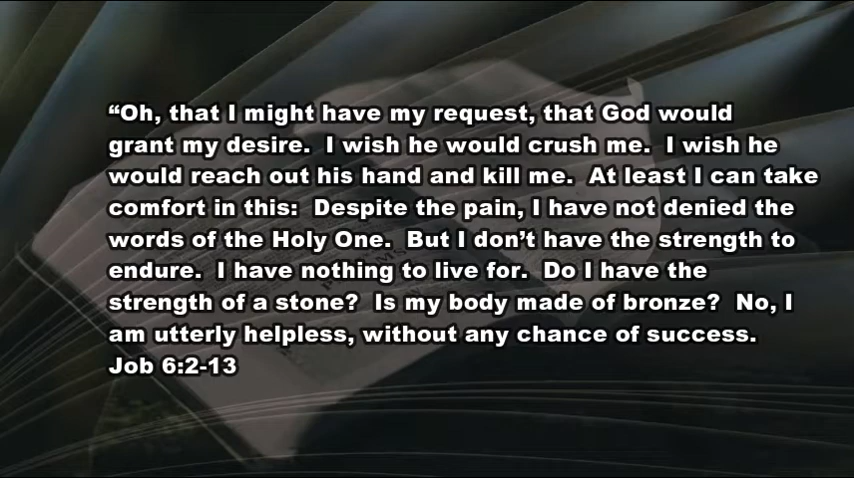 “Oh, that I might have my request, that God would
grant my desire.  I wish he would crush me.  I wish he
would reach out his hand and kill me.  At least I can take
comfort in this:  Despite the pain, I have not denied the
words of the Holy One.  But I don’t have the strength to
endure.  I have nothing to live for.  Do I have the
strength of a stone?  Is my body made of bronze?  No, I
am utterly helpless, without any chance of success.
Job 6:2-13